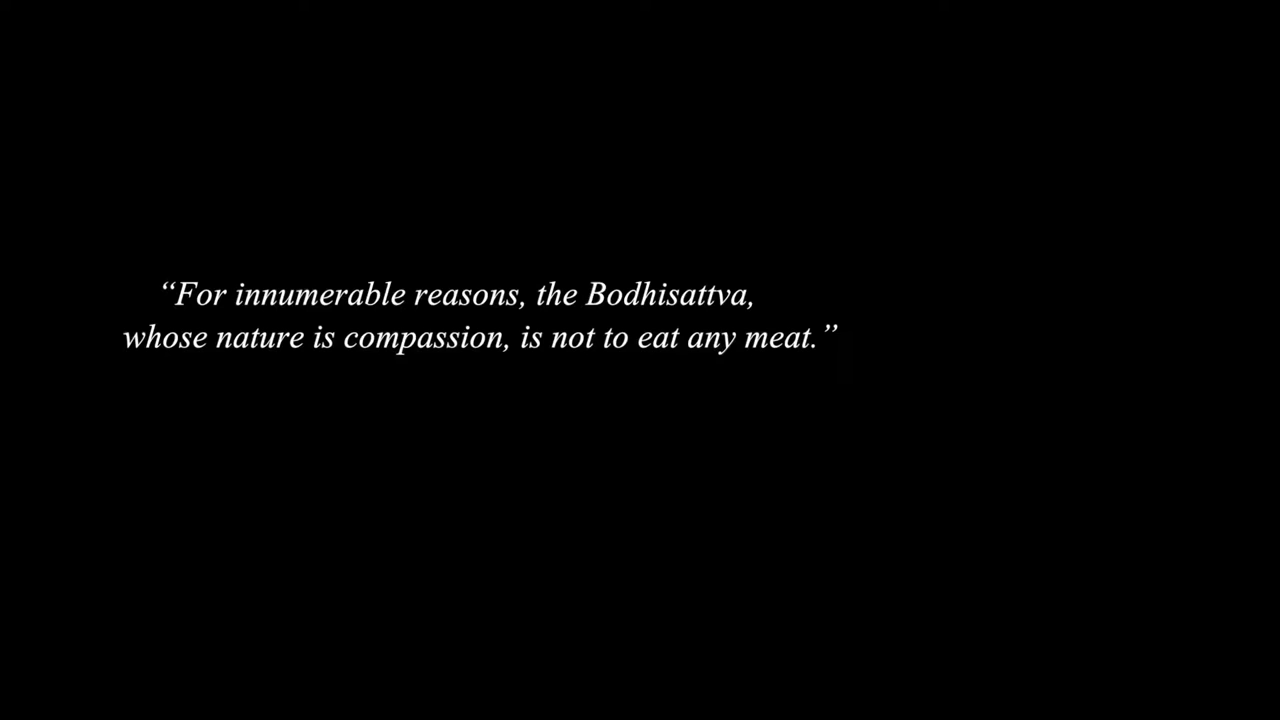 “For innumerable reasons, the Bodhisattva,
whose nature is compassion, is not to eat any meat.”